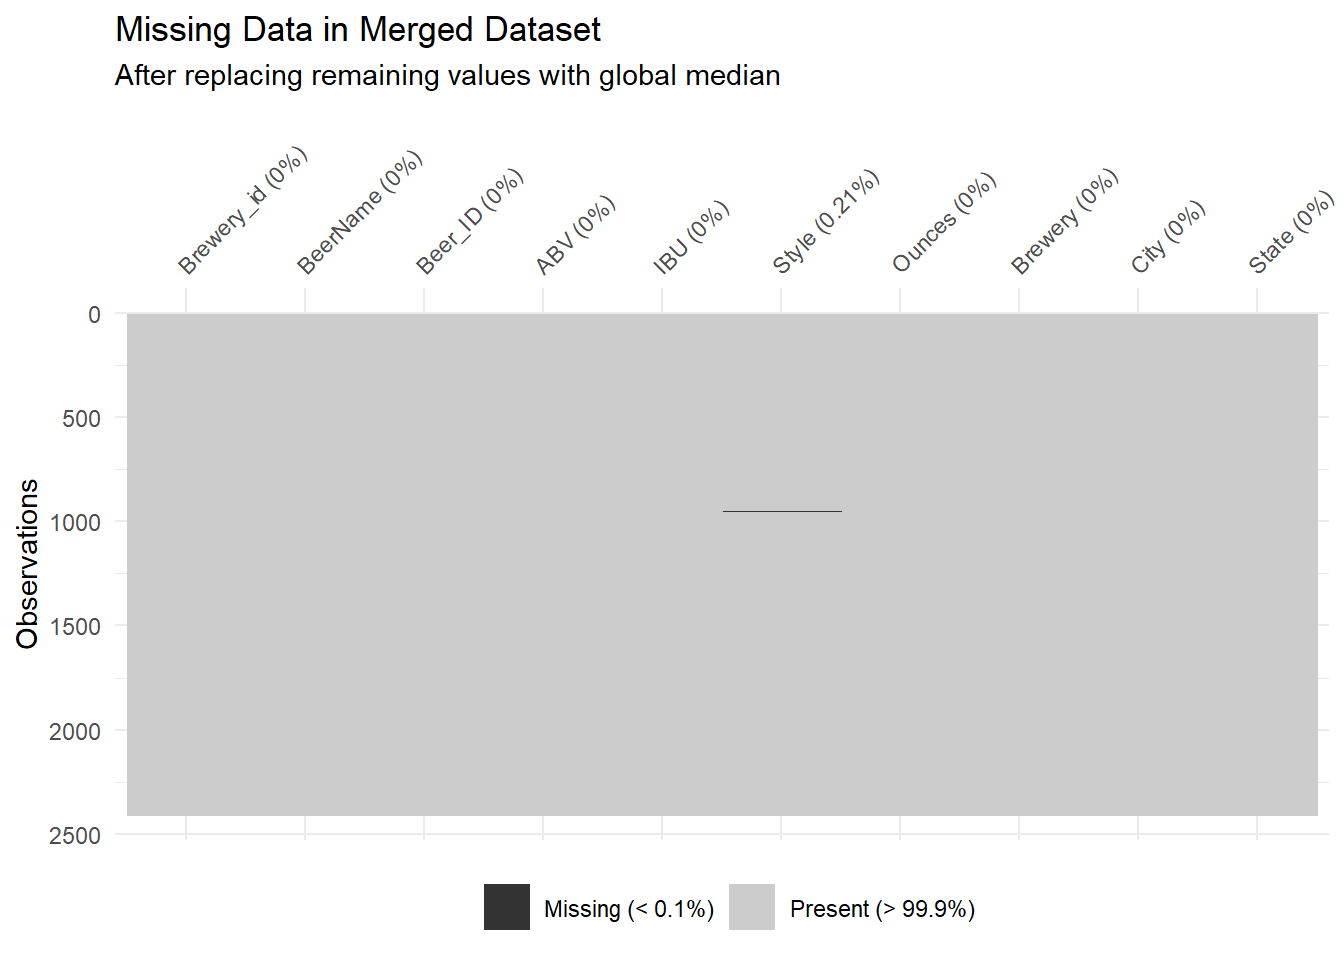 Missing Data in Merged Dataset
After replacing remaining values with global median
Brewery_id (0%)
BeerName (0%)
Beer_ID (0%)
ABV (0%)
IBU (0%)
Style (0.21%)
Ounces (0%)
Brewery (0%)
City (0%)
State (0%)
0
500
1000
1500
2000
2500
Observations
Missing (< 0.1%)
Present (> 99.9%)